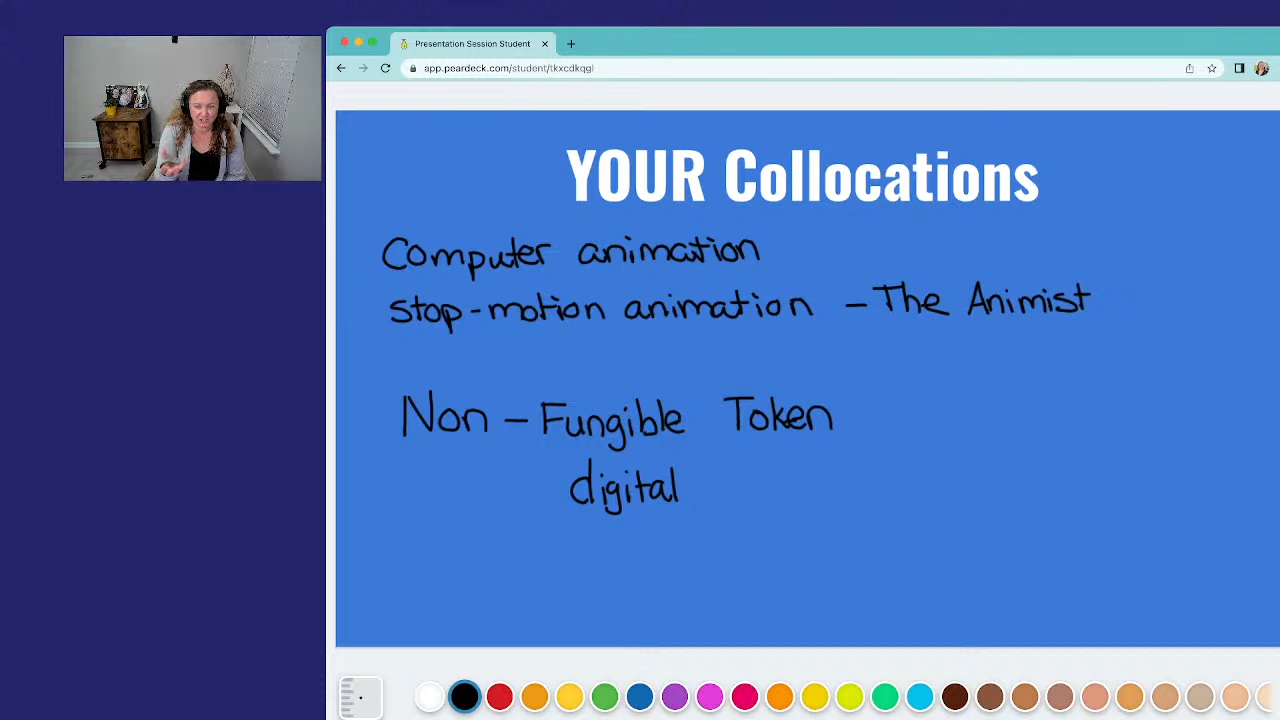 Presentation Session Student
app.peardeck.com/student/tkxcdkqgl
YOUR Collocations
Computer animation
stop-motion animation – The Animist
Non – Fungible Token
digital